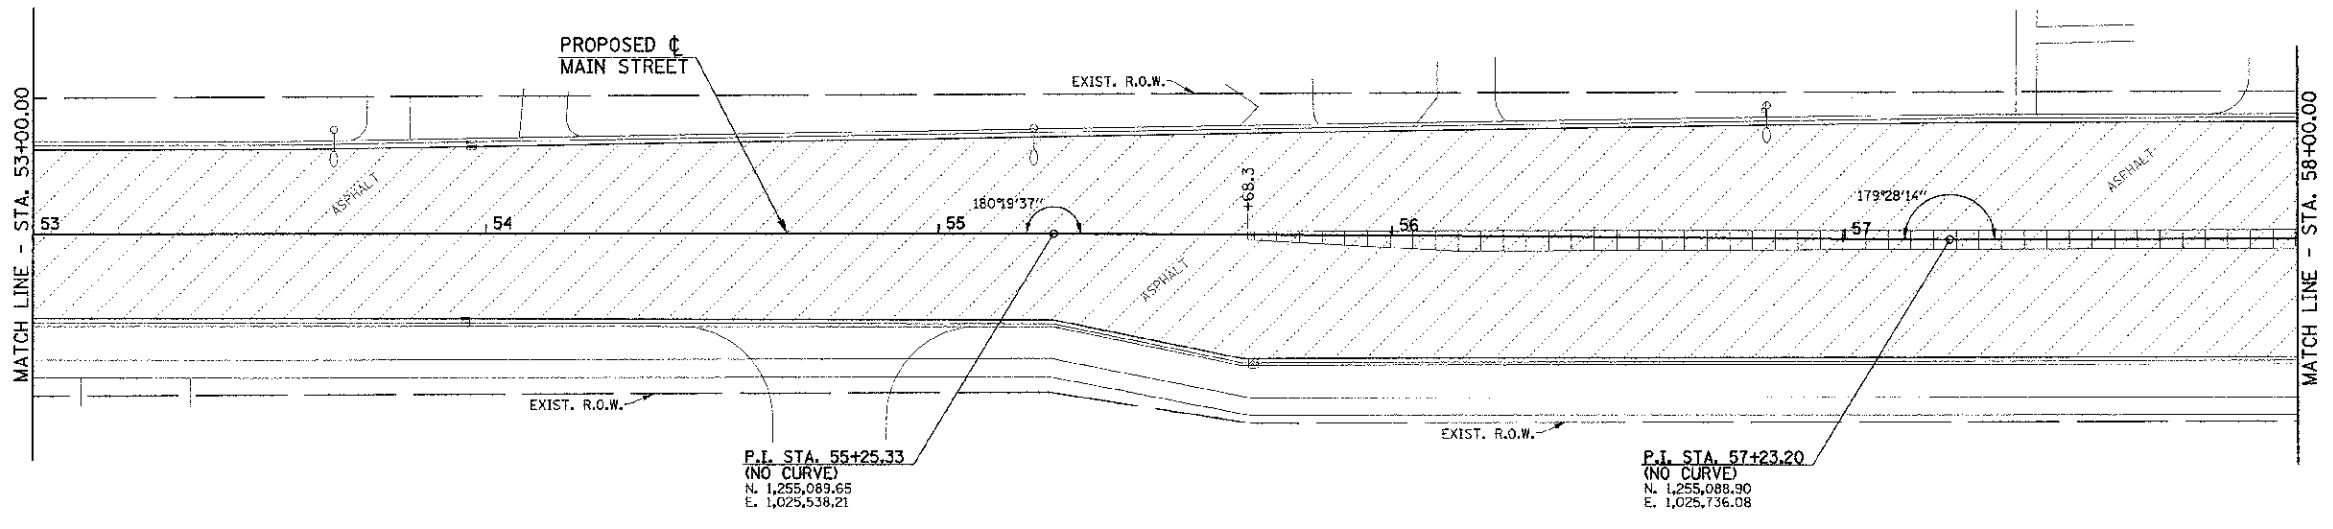 PROPOSED ℄
MAIN STREET
EXIST. R.O.W.
MATCH LINE - STA. 53+00.00
MATCH LINE - STA. 58+00.00
ASPHALT
ASPHALT
ASPHALT
+68.3
180°19'37"
179°28'14"
53
54
55
56
57
EXIST. R.O.W.
EXIST. R.O.W.
P.I. STA. 55+25.33
(NO CURVE)
N. 1,255,089.65
E. 1,025,538.21
P.I. STA. 57+23.20
(NO CURVE)
N. 1,255,088.90
E. 1,025,736.08